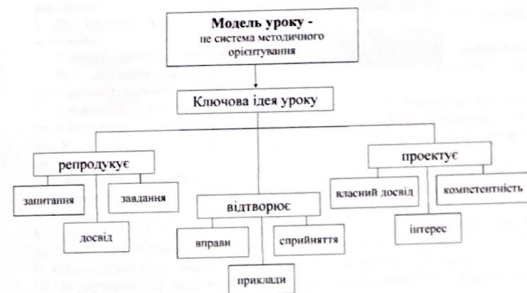 Модель уроку -
це система методичного
орієнтування
Ключова ідея уроку
репродукує
запитання
завдання
досвід
відтворює
вправи
сприйняття
приклади
проектує
власний досвід
компетентність
інтерес